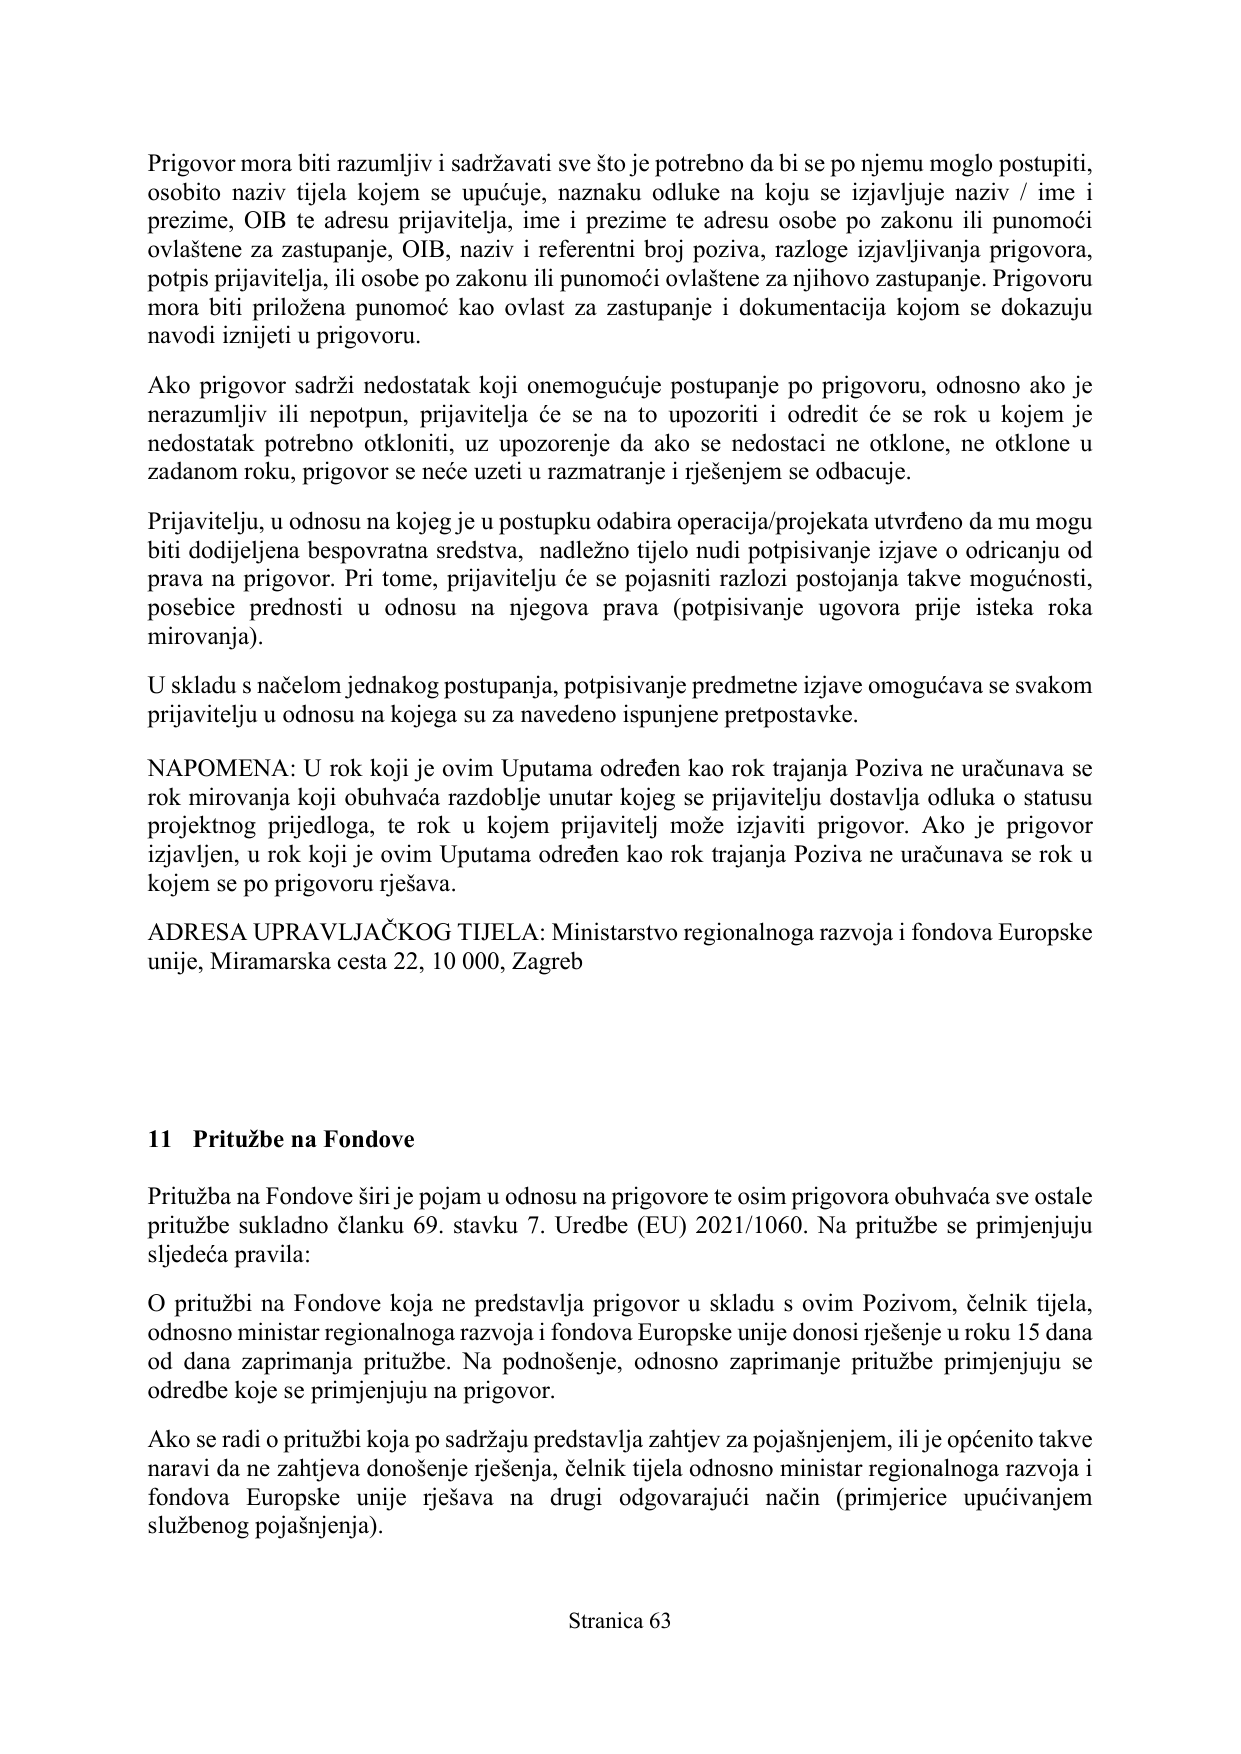 Prigovor mora biti razumljiv i sadržavati sve što je potrebno da bi se po njemu moglo postupiti,
osobito naziv tijela kojem se upućuje, naznaku odluke na koju se izjavljuje naziv / ime i
prezime, OIB te adresu prijavitelja, ime i prezime te adresu osobe po zakonu ili punomoći
ovlaštene za zastupanje, OIB, naziv i referentni broj poziva, razloge izjavljivanja prigovora,
potpis prijavitelja, ili osobe po zakonu ili punomoći ovlaštene za njihovo zastupanje. Prigovoru
mora biti priložena punomoć kao ovlast za zastupanje i dokumentacija kojom se dokazuju
navodi iznijeti u prigovoru.
Ako prigovor sadrži nedostatak koji onemogućuje postupanje po prigovoru, odnosno ako je
nerazumljiv ili nepotpun, prijavitelja će se na to upozoriti i odredit će se rok u kojem je
nedostatak potrebno otkloniti, uz upozorenje da ako se nedostaci ne otklone, ne otklone u
zadanom roku, prigovor se neće uzeti u razmatranje i rješenjem se odbacuje.
Prijavitelju, u odnosu na kojeg je u postupku odabira operacija/projekata utvrđeno da mu mogu
biti dodijeljena bespovratna sredstva,  nadležno tijelo nudi potpisivanje izjave o odricanju od
prava na prigovor. Pri tome, prijavitelju će se pojasniti razlozi postojanja takve mogućnosti,
posebice prednosti u odnosu na njegova prava (potpisivanje ugovora prije isteka roka
mirovanja).
U skladu s načelom jednakog postupanja, potpisivanje predmetne izjave omogućava se svakom
prijavitelju u odnosu na kojega su za navedeno ispunjene pretpostavke.
NAPOMENA: U rok koji je ovim Uputama određen kao rok trajanja Poziva ne uračunava se
rok mirovanja koji obuhvaća razdoblje unutar kojeg se prijavitelju dostavlja odluka o statusu
projektnog prijedloga, te rok u kojem prijavitelj može izjaviti prigovor. Ako je prigovor
izjavljen, u rok koji je ovim Uputama određen kao rok trajanja Poziva ne uračunava se rok u
kojem se po prigovoru rješava.
ADRESA UPRAVLJAČKOG TIJELA: Ministarstvo regionalnoga razvoja i fondova Europske
unije, Miramarska cesta 22, 10 000, Zagreb
11 Pritužbe na Fondove
Pritužba na Fondove širi je pojam u odnosu na prigovore te osim prigovora obuhvaća sve ostale
pritužbe sukladno članku 69. stavku 7. Uredbe (EU) 2021/1060. Na pritužbe se primjenjuju
sljedeća pravila:
O pritužbi na Fondove koja ne predstavlja prigovor u skladu s ovim Pozivom, čelnik tijela,
odnosno ministar regionalnoga razvoja i fondova Europske unije donosi rješenje u roku 15 dana
od dana zaprimanja pritužbe. Na podnošenje, odnosno zaprimanje pritužbe primjenjuju se
odredbe koje se primjenjuju na prigovor.
Ako se radi o pritužbi koja po sadržaju predstavlja zahtjev za pojašnjenjem, ili je općenito takve
naravi da ne zahtjeva donošenje rješenja, čelnik tijela odnosno ministar regionalnoga razvoja i
fondova Europske unije rješava na drugi odgovarajući način (primjerice upućivanjem
službenog pojašnjenja).
Stranica 63